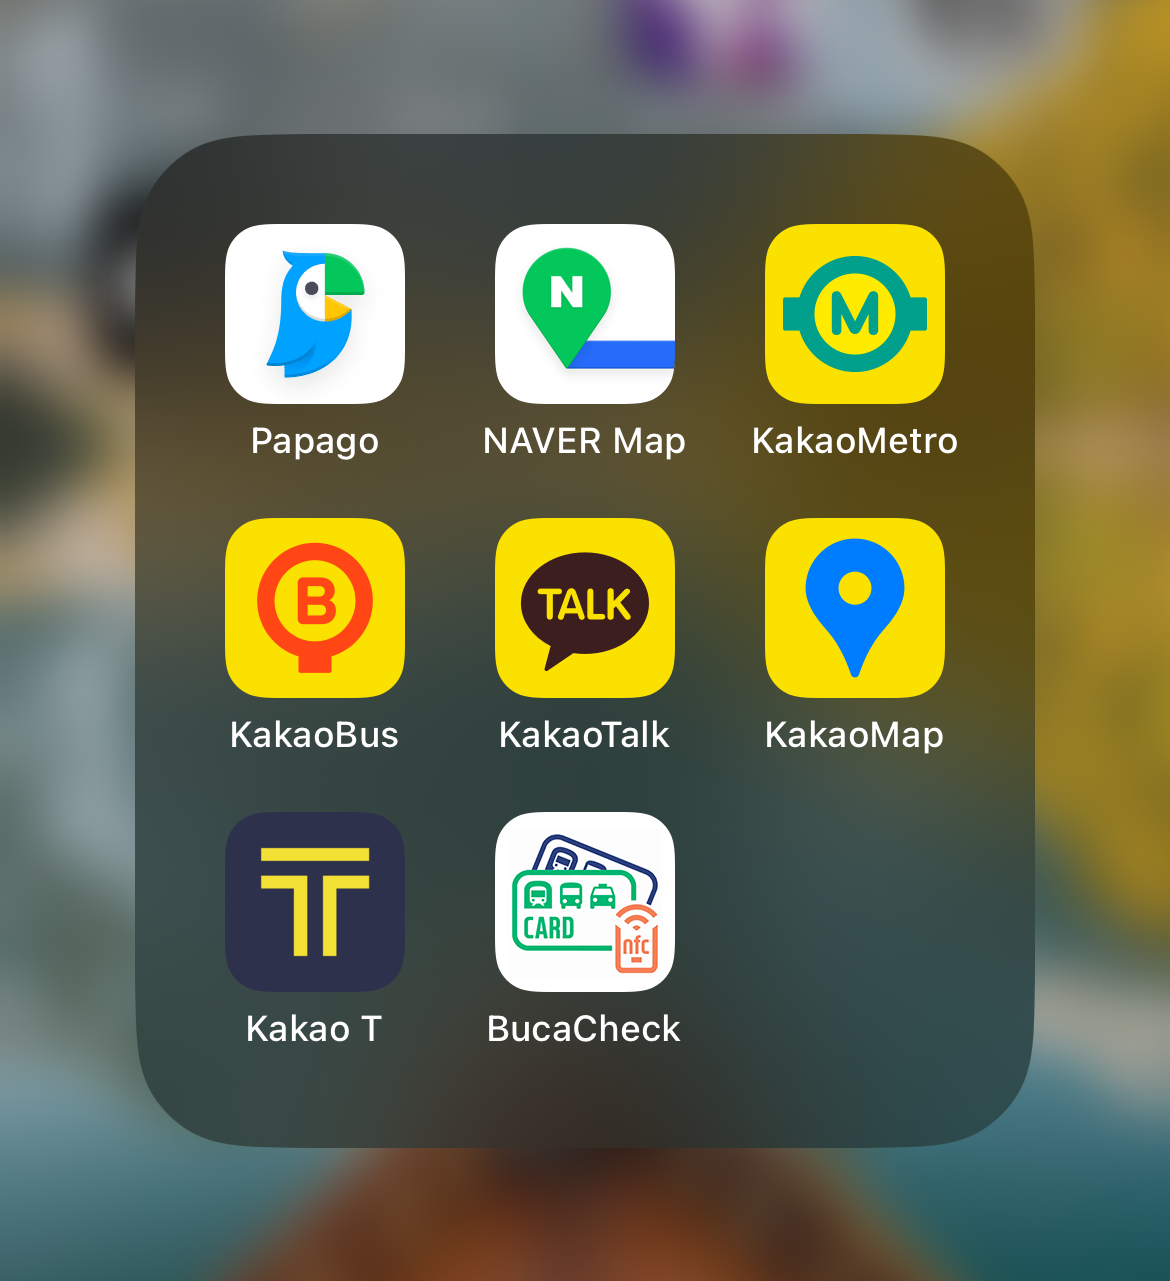 N
M
Papago
NAVER Map
KakaoMetro
B
TALK
KakaoBus
KakaoTalk
KakaoMap
T
CARD
nfc
Kakao T
BucaCheck